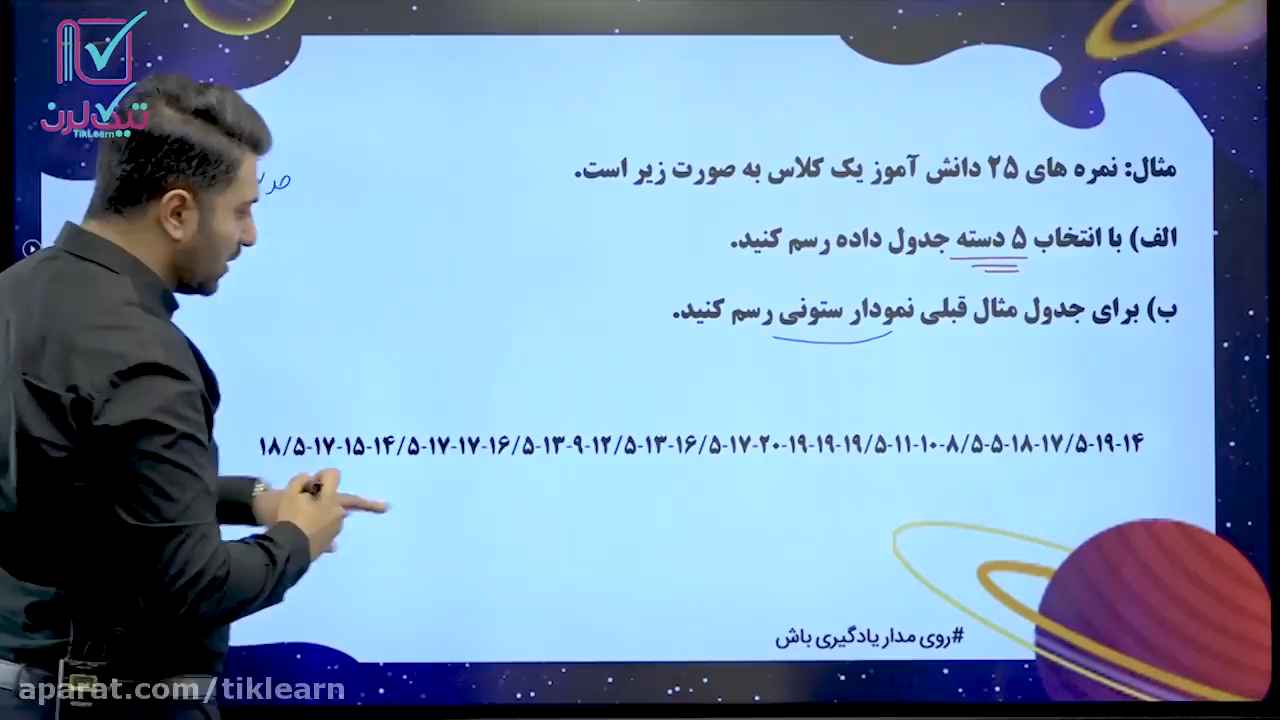 تیک لرن
TikLearn
مثال: نمره های ۲۵ دانش آموز یک کلاس به صورت زیر است.
الف) با انتخاب ۵ دسته جدول داده رسم کنید.
ب) برای جدول مثال قبلی نمودار ستونی رسم کنید.
۱۸/۵-۱۷-۱۵-۱۴/۵-۱۷-۱۷-۱۶/۵-۱۳-۹-۱۲/۵-۱۳-۱۶/۵-۱۷-۲۰-۱۹-۱۹-۱۹/۵-۱۱-۱۰-۸/۵-۵-۱۸-۱۷/۵-۱۹-۱۴
#روی مدار یادگیری باش
aparat.com/tiklearn